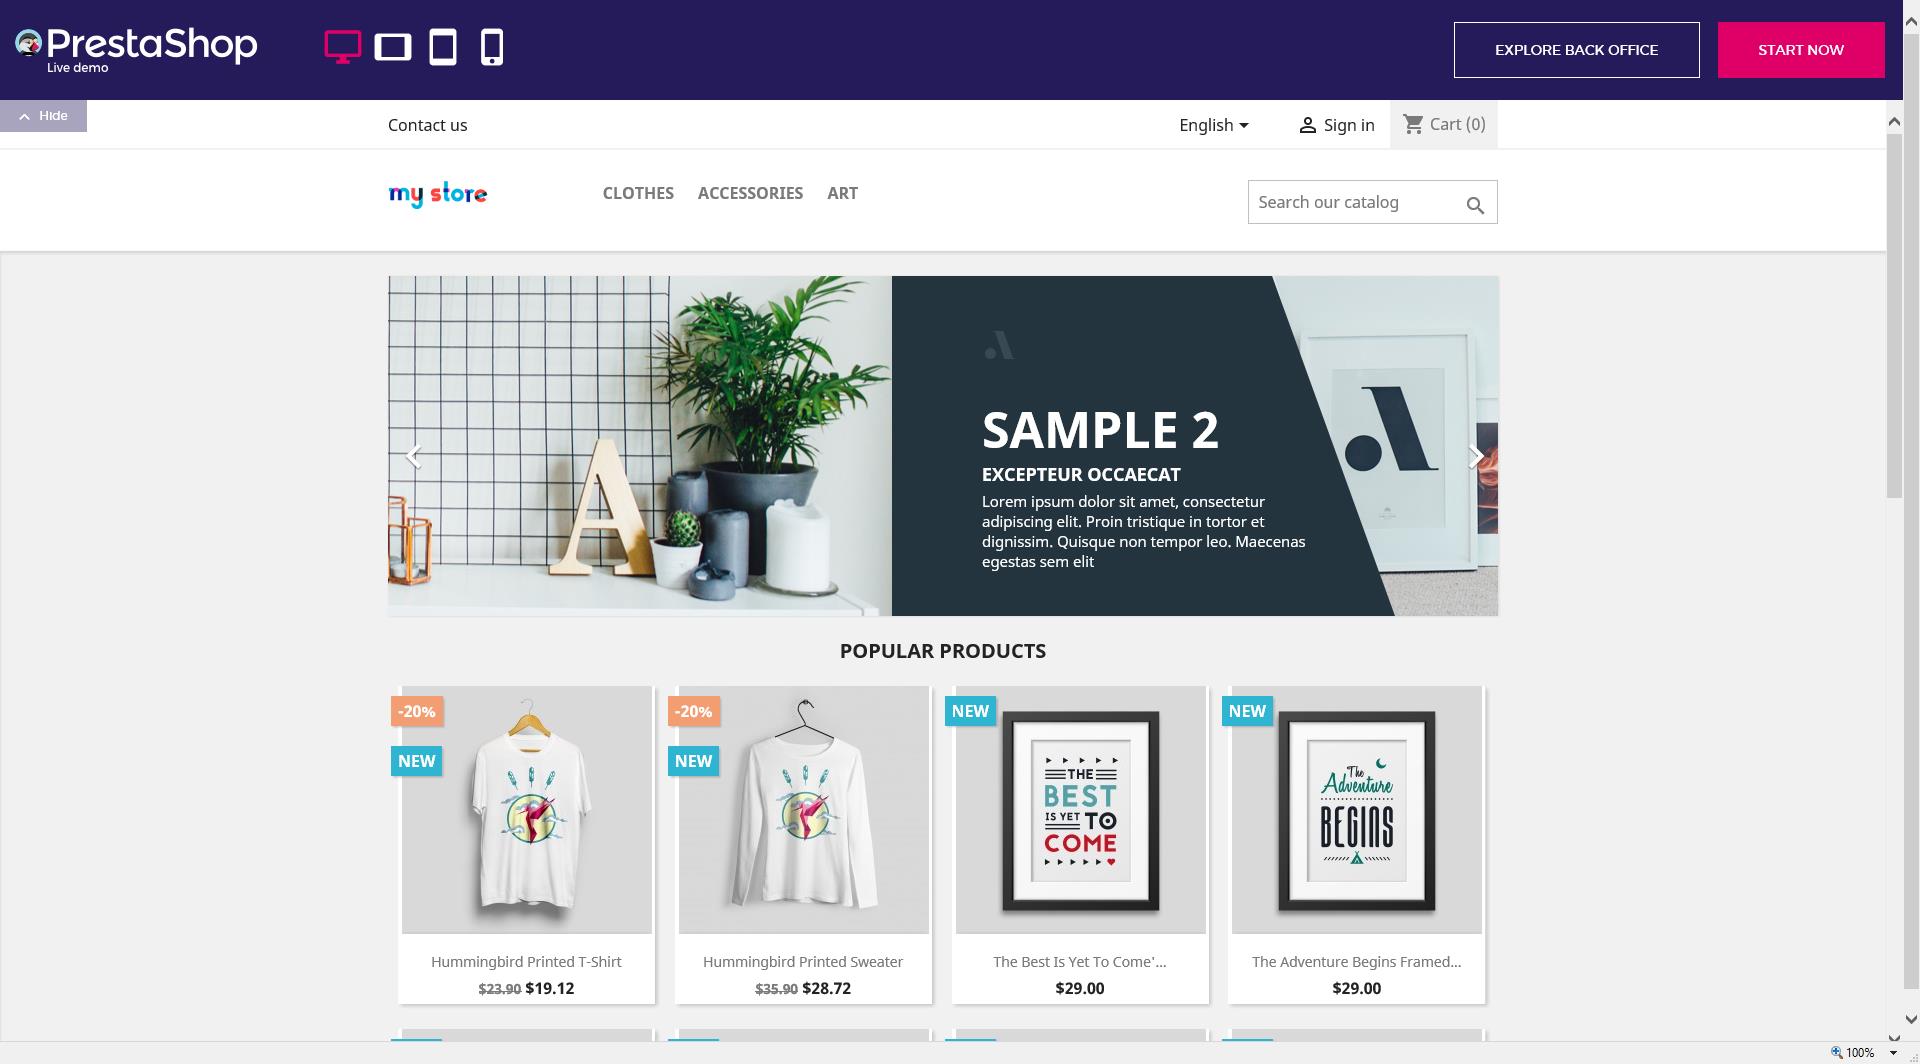 PrestaShop
Live demo
EXPLORE BACK OFFICE
START NOW
Hide
Contact us
English
Sign in
Cart (0)
my store
CLOTHES
ACCESSORIES
ART
Search our catalog
A
SAMPLE 2
EXCEPTEUR OCCAECAT
Lorem ipsum dolor sit amet, consectetur
adipiscing elit. Proin tristique in tortor et
dignissim. Quisque non tempor leo. Maecenas
egestas sem elit
POPULAR PRODUCTS
-20%
NEW
-20%
NEW
NEW
THE
BEST
IS YET TO
COME
NEW
The
Adventure
BEGINS
Hummingbird Printed T-Shirt
$23.90 $19.12
Hummingbird Printed Sweater
$35.90 $28.72
The Best Is Yet To Come'...
$29.00
The Adventure Begins Framed...
$29.00
100%